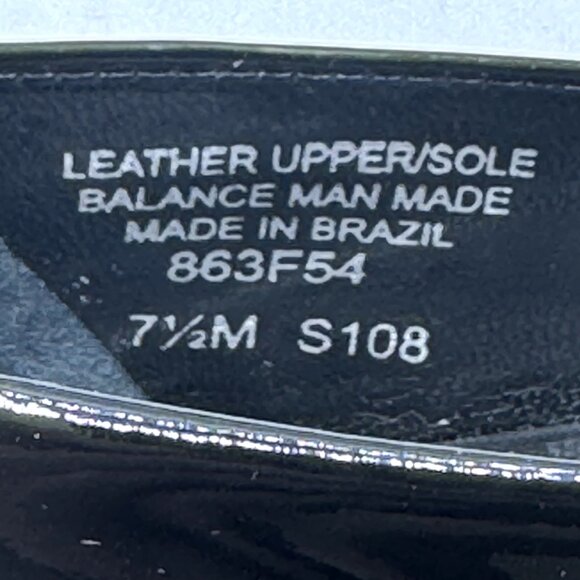 LEATHER UPPER/SOLE
BALANCE MAN MADE
MADE IN BRAZIL
863F54
7½M S108